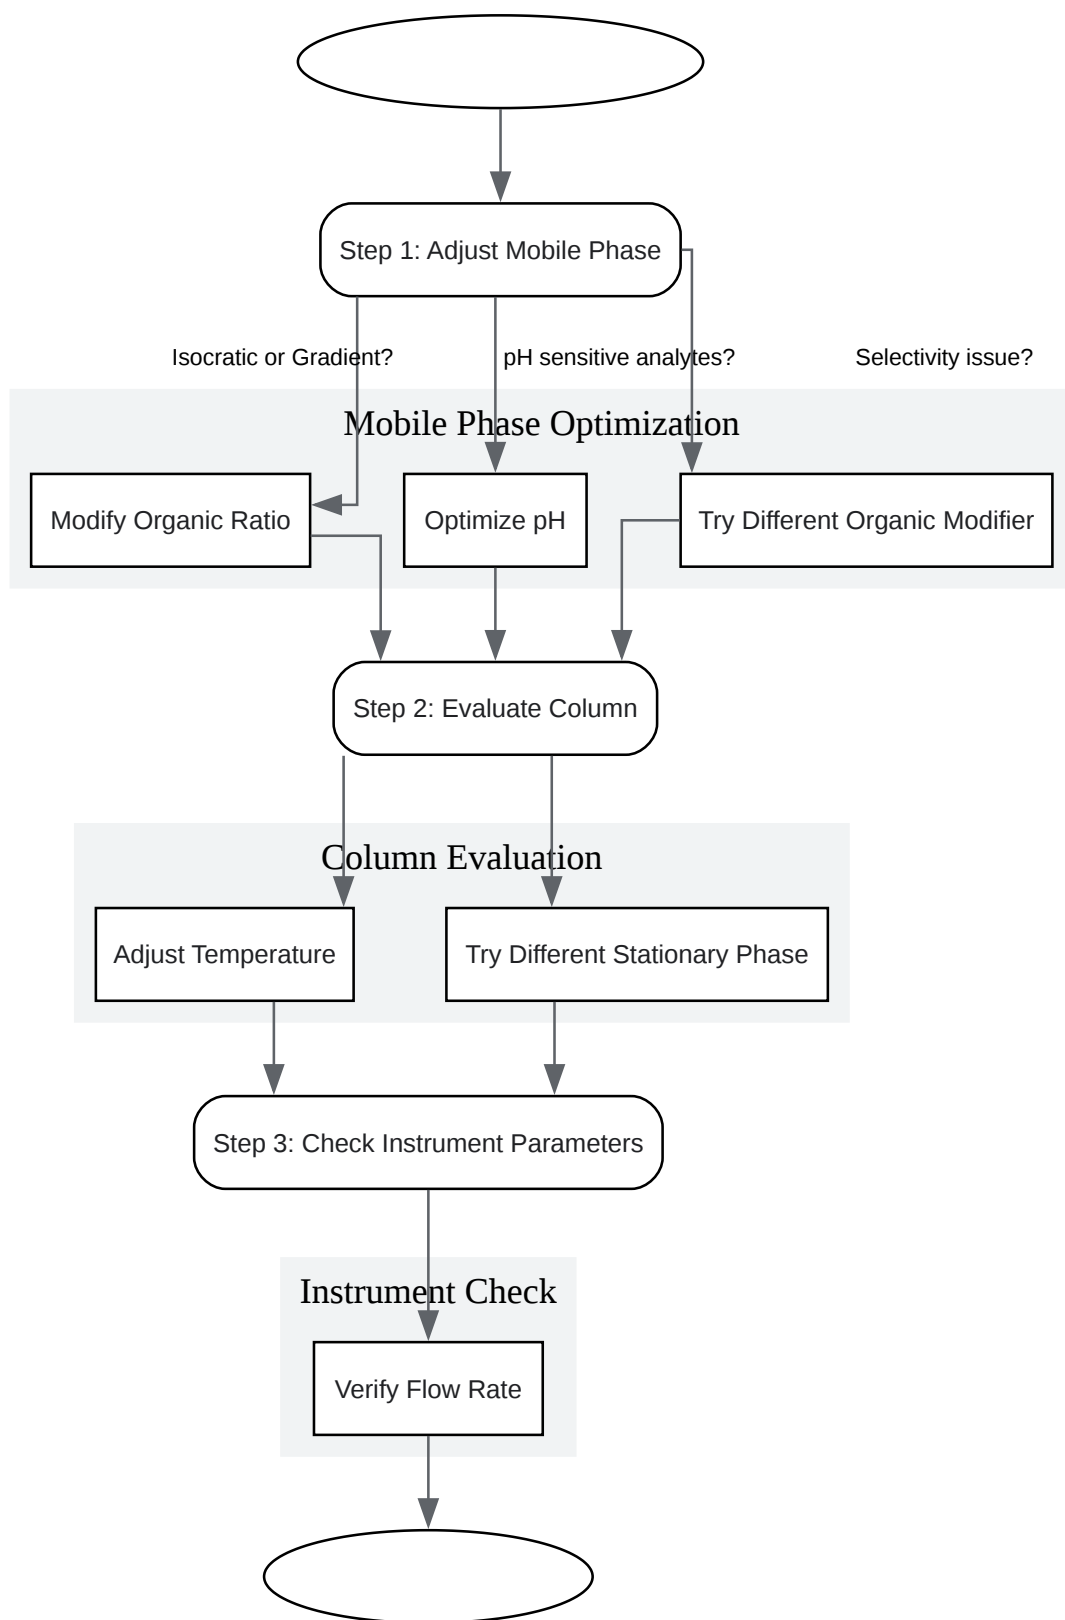 Step 1: Adjust Mobile Phase
Isocratic or Gradient?
pH sensitive analytes?
Selectivity issue?
Mobile Phase Optimization
Modify Organic Ratio
Optimize pH
Try Different Organic Modifier
Step 2: Evaluate Column
Column Evaluation
Adjust Temperature
Try Different Stationary Phase
Step 3: Check Instrument Parameters
Instrument Check
Verify Flow Rate